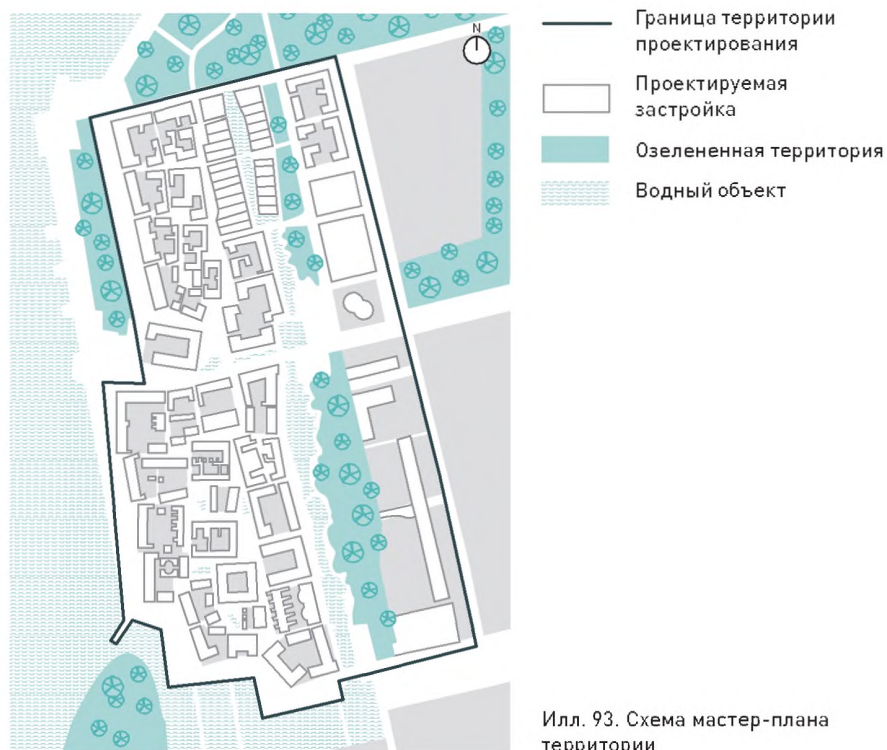 N
Граница территории
проектирования
Проектируемая
застройка
Озелененная территория
Водный объект
Илл. 93. Схема мастер-плана
территории